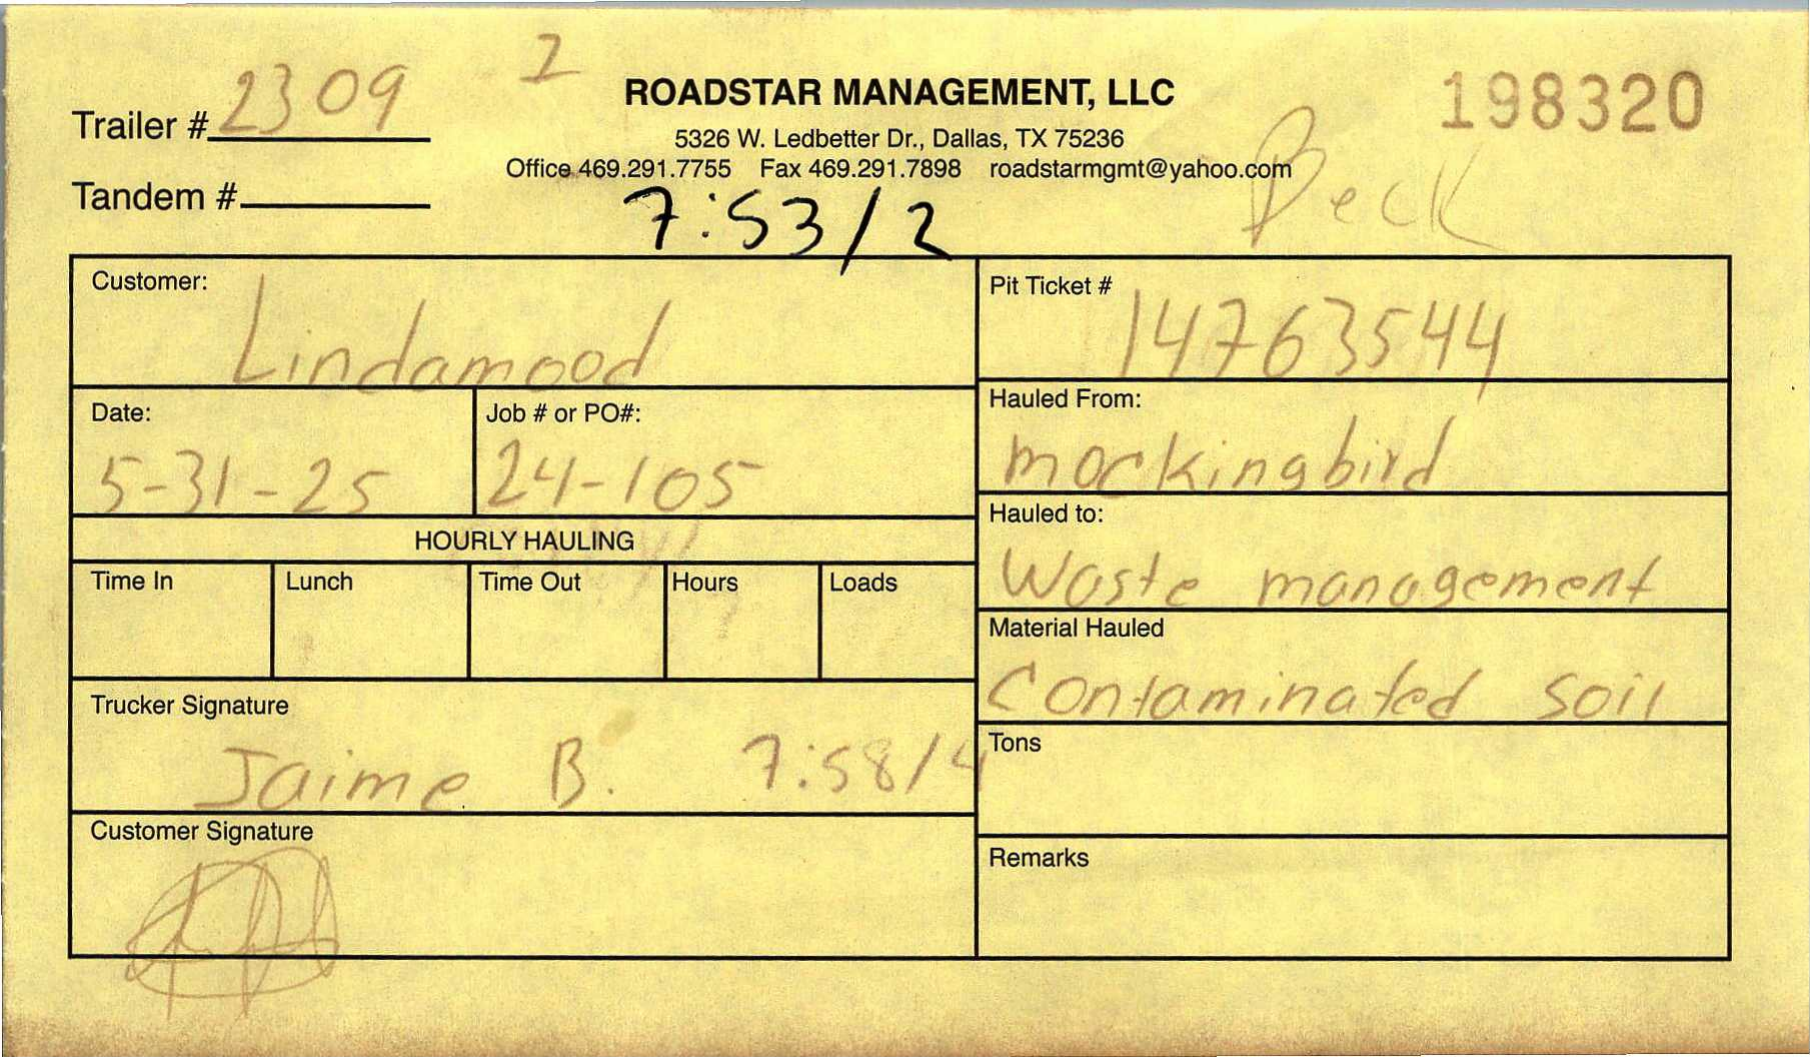 Trailer # 2309 2
ROADSTAR MANAGEMENT, LLC
198320
5326 W. Ledbetter Dr., Dallas, TX 75236
Office 469.291.7755 Fax 469.291.7898 roadstarmgmt@yahoo.com
Beck
Tandem #
7:53/2
Customer:
Lindamood
Pit Ticket #
14763544
Date:
5-31-25
Job # or PO#:
24-105
Hauled From:
mockingbird
Hauled to:
Waste management
HOURLY HAULING
Time In Lunch Time Out Hours Loads
Material Hauled
Contaminated soil
Trucker Signature
Jaime B. 7:58/4
Tons
Customer Signature
Remarks